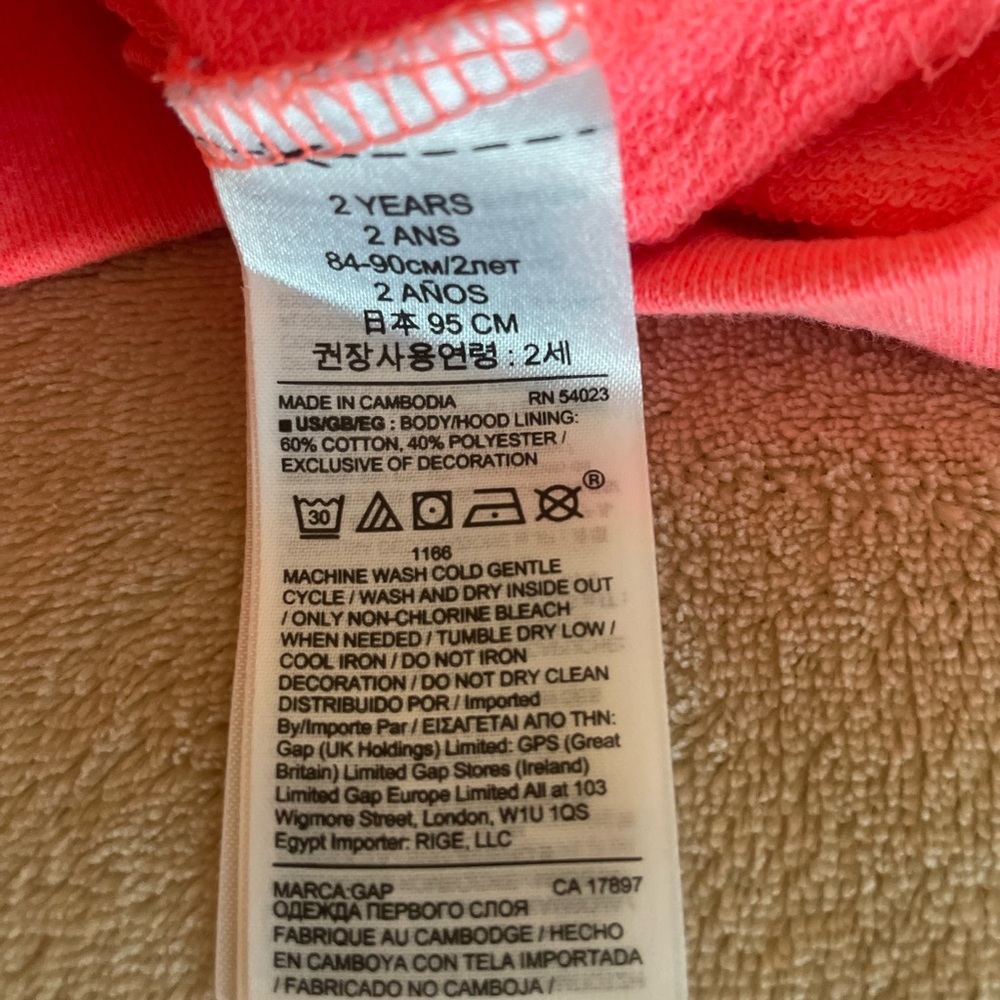 2 YEARS
2 ANS
84-90см/2лет
2 AÑOS
日本 95 CM
권장사용연령 : 2세
MADE IN CAMBODIA RN 54023
■ US/GB/EG : BODY/HOOD LINING:
60% COTTON, 40% POLYESTER /
EXCLUSIVE OF DECORATION
30
®
1166
MACHINE WASH COLD GENTLE
CYCLE / WASH AND DRY INSIDE OUT
/ ONLY NON-CHLORINE BLEACH
WHEN NEEDED / TUMBLE DRY LOW /
COOL IRON / DO NOT IRON
DECORATION / DO NOT DRY CLEAN
DISTRIBUIDO POR / Imported
By/Importe Par / ΕΙΣΑΓΕΤΑΙ ΑΠΟ ΤΗΝ:
Gap (UK Holdings) Limited: GPS (Great
Britain) Limited Gap Stores (Ireland)
Limited Gap Europe Limited All at 103
Wigmore Street, London, W1U 1QS
Egypt Importer: RIGE, LLC
MARCA:GAP CA 17897
ОДЕЖДА ПЕРВОГО СЛОЯ
FABRIQUE AU CAMBODGE / HECHO
EN CAMBOYA CON TELA IMPORTADA
/ FABRICADO NO CAMBOJA /